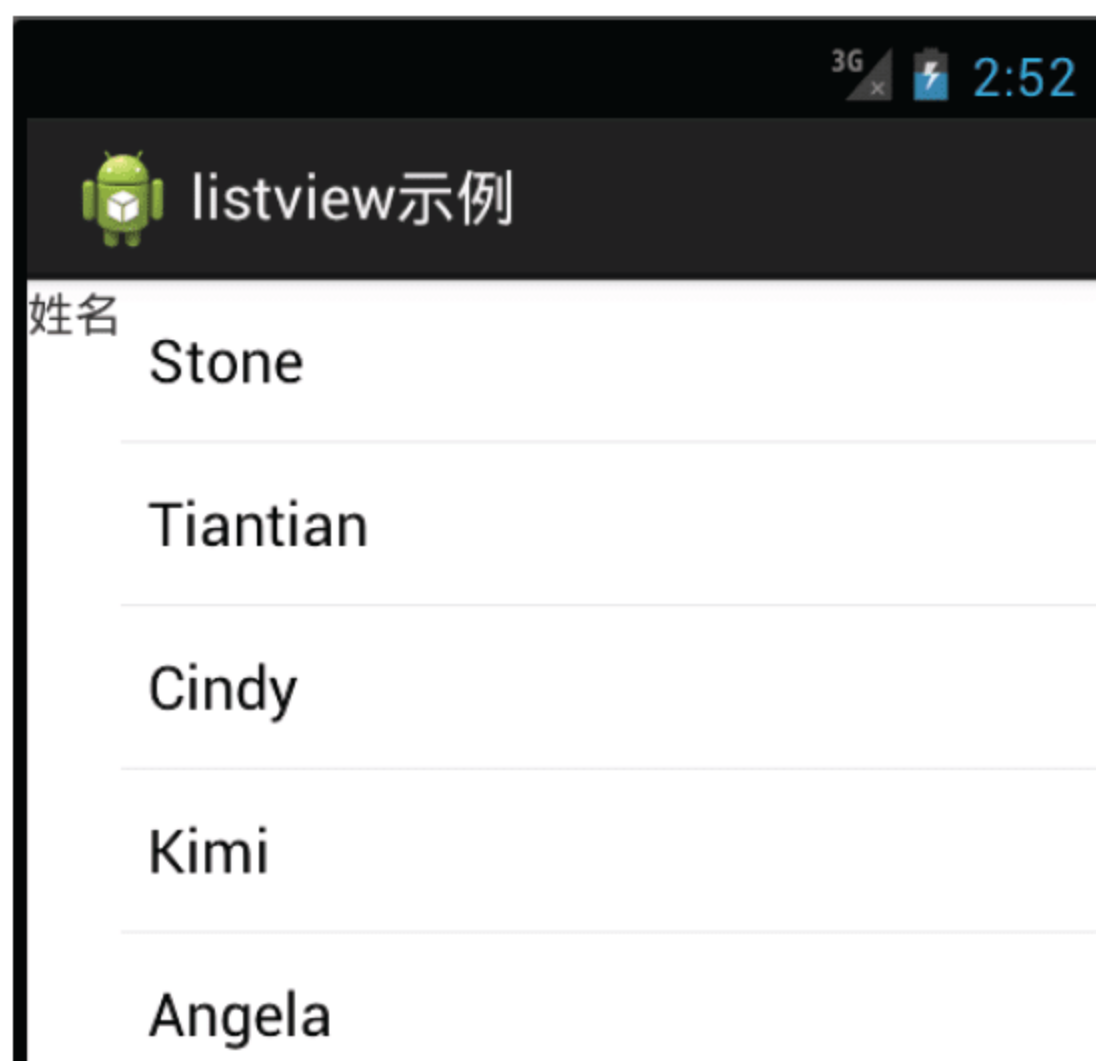 3G 2:52
listview示例
姓名
Stone
Tiantian
Cindy
Kimi
Angela